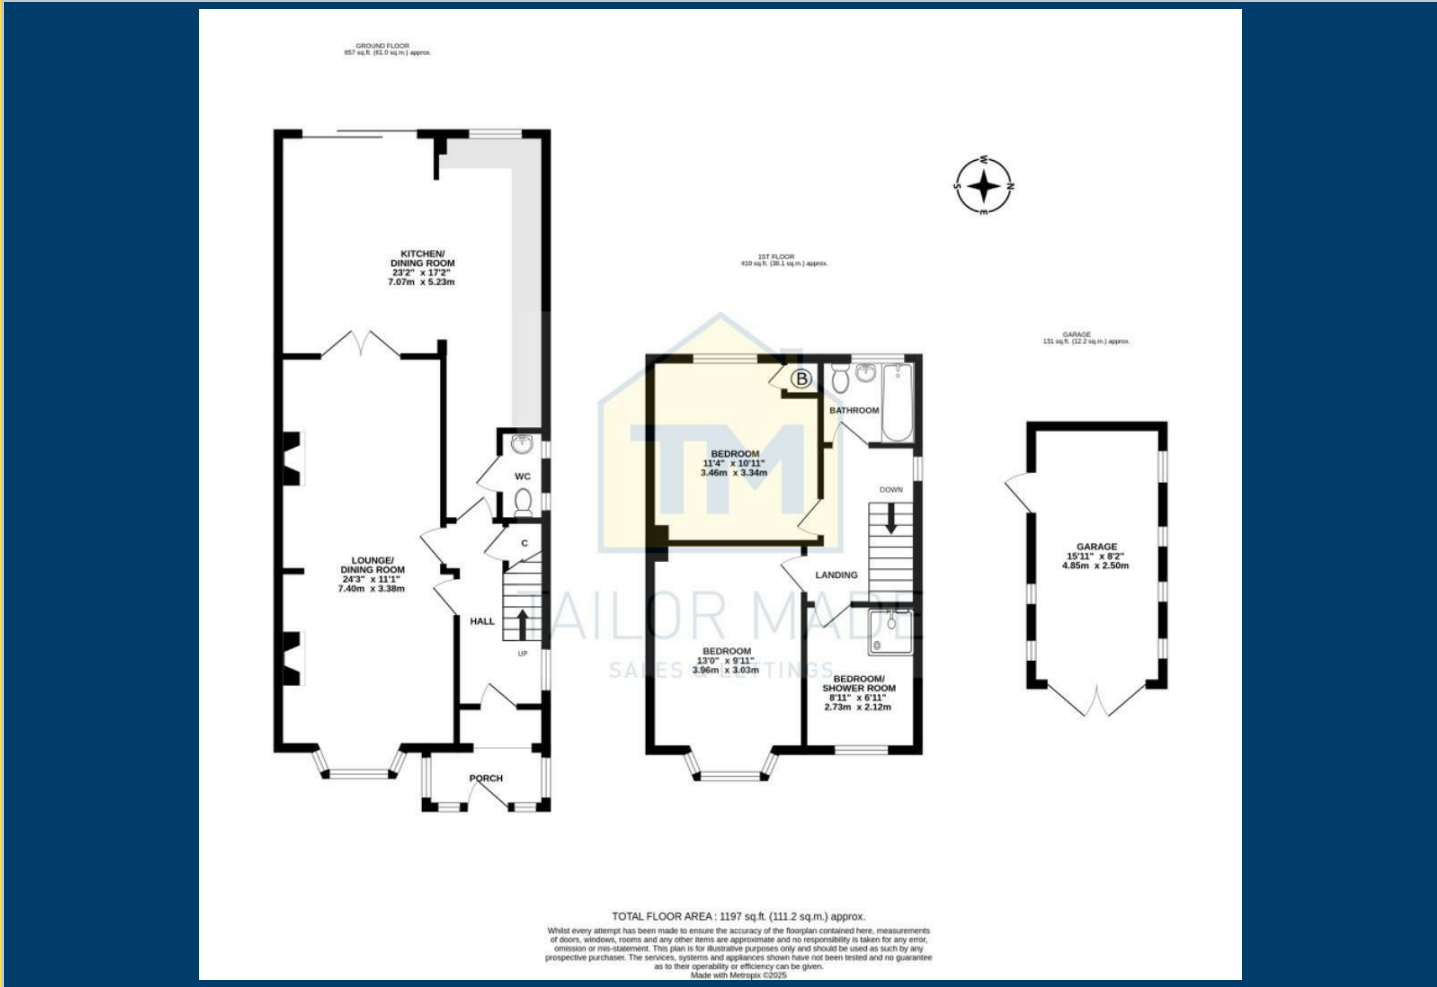 GROUND FLOOR
657 sq.ft. (61.0 sq.m.) approx.
KITCHEN/
DINING ROOM
23'2" x 17'2"
7.07m x 5.23m
WC
C
LOUNGE/
DINING ROOM
24'3" x 11'1"
7.40m x 3.38m
HALL
UP
PORCH
W
N
S
E
1ST FLOOR
410 sq.ft. (38.1 sq.m.) approx.
B
BATHROOM
BEDROOM
11'4" x 10'11"
3.46m x 3.34m
DOWN
LANDING
BEDROOM
13'0" x 9'11"
3.96m x 3.03m
BEDROOM/
SHOWER ROOM
8'11" x 6'11"
2.73m x 2.12m
TM
TAILOR MADE
SALES & LETTINGS
GARAGE
131 sq.ft. (12.2 sq.m.) approx.
GARAGE
15'11" x 8'2"
4.85m x 2.50m
TOTAL FLOOR AREA : 1197 sq.ft. (111.2 sq.m.) approx.
Whilst every attempt has been made to ensure the accuracy of the floorplan contained here, measurements
of doors, windows, rooms and any other items are approximate and no responsibility is taken for any error,
omission or mis-statement. This plan is for illustrative purposes only and should be used as such by any
prospective purchaser. The services, systems and appliances shown have not been tested and no guarantee
as to their operability or efficiency can be given.
Made with Metropix ©2025